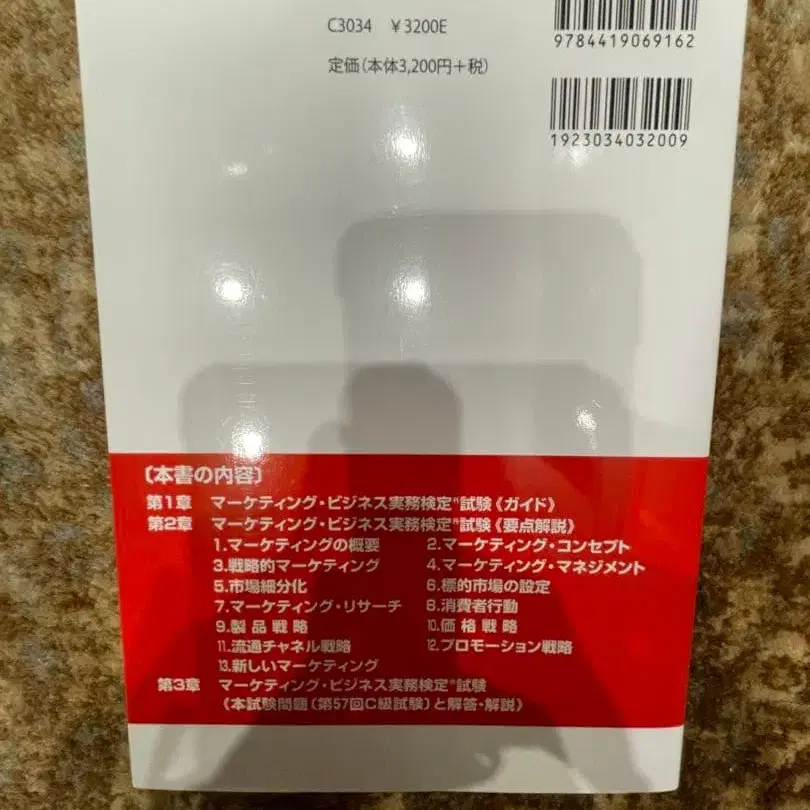 C3034 ¥3200E
定価(本体3,200円+税)
9784419069162
1923034032009
〔本書の内容〕
第1章 マーケティング・ビジネス実務検定®試験《ガイド》
第2章 マーケティング・ビジネス実務検定®試験《要点解説》
1.マーケティングの概要 2.マーケティング・コンセプト
3.戦略的マーケティング 4.マーケティング・マネジメント
5.市場細分化 6.標的市場の設定
7.マーケティング・リサーチ 8.消費者行動
9.製品戦略 10.価格戦略
11.流通チャネル戦略 12.プロモーション戦略
13.新しいマーケティング
第3章 マーケティング・ビジネス実務検定®試験
《本試験問題〔第57回C級試験〕と解答・解説》